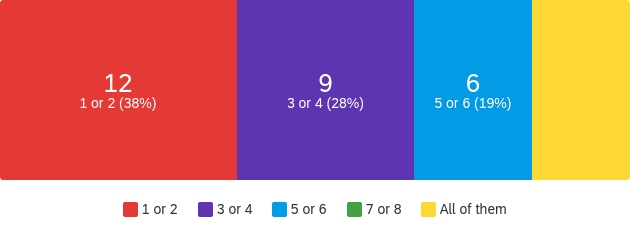 12
1 or 2 (38%)
9
3 or 4 (28%)
6
5 or 6 (19%)
1 or 2
3 or 4
5 or 6
7 or 8
All of them